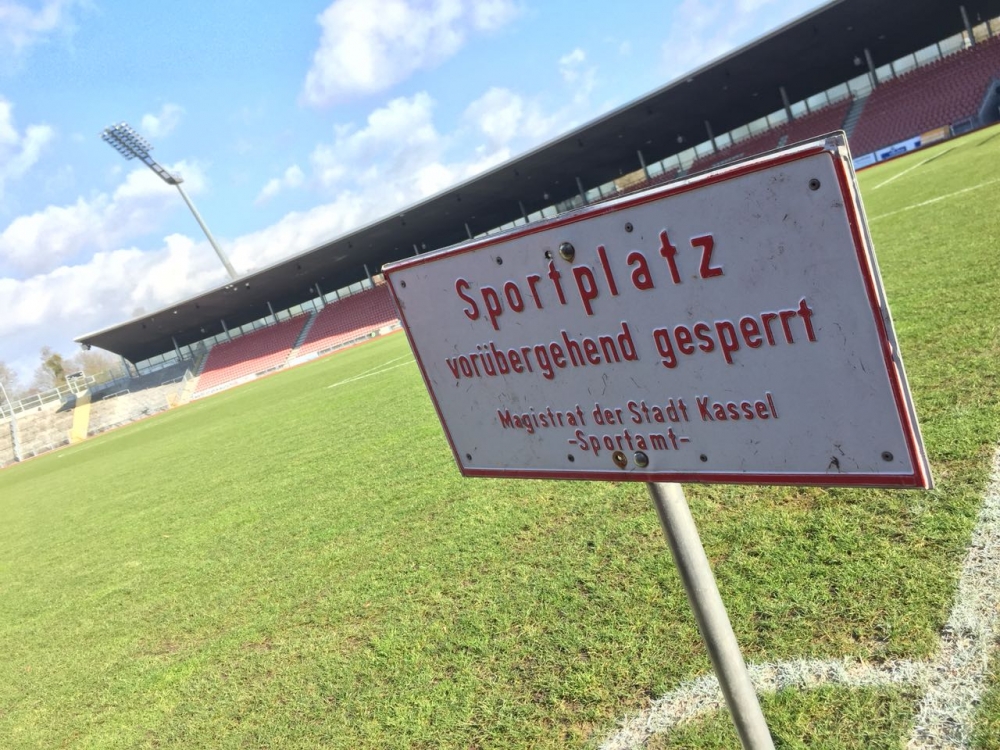 Sportplatz
vorübergehend gesperrt
Magistrat der Stadt Kassel
-Sportamt-